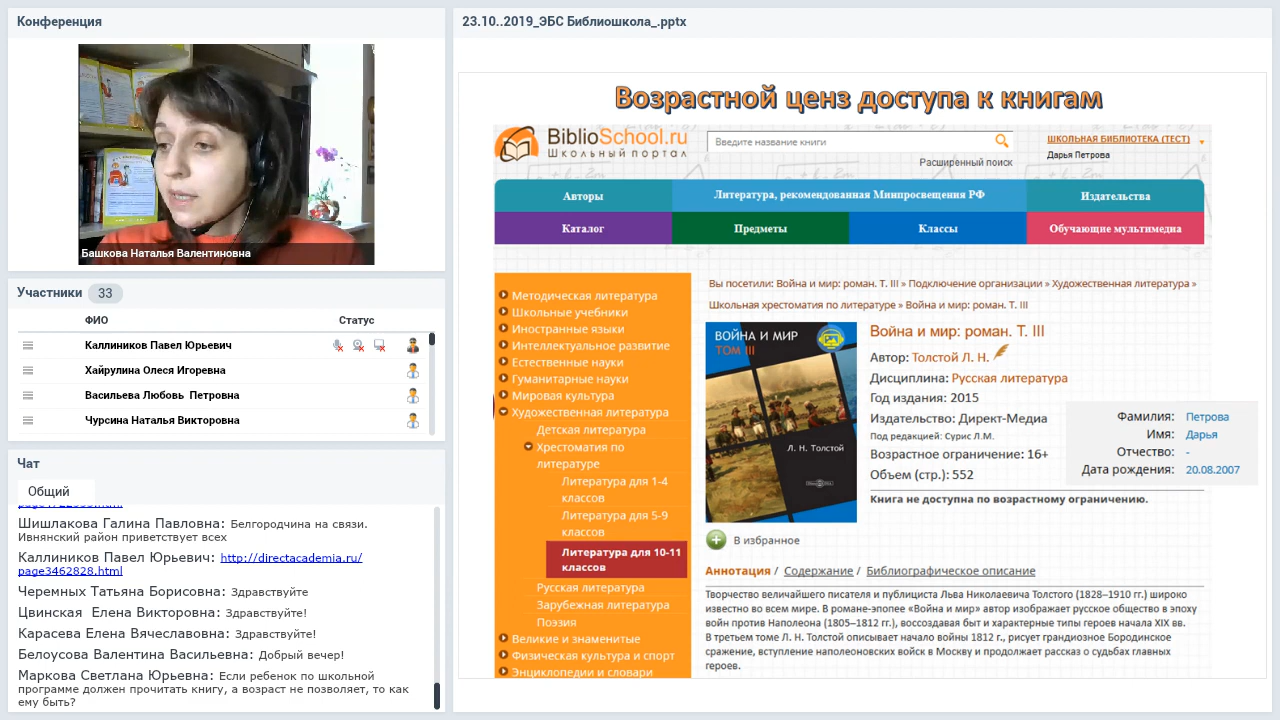 Конференция
Башкова Наталья Валентиновна
Участники 33
ФИО Статус
Каллиников Павел Юрьевич
Хайрулина Олеся Игоревна
Васильева Любовь Петровна
Чурсина Наталья Викторовна
Чат
Общий
Шишлакова Галина Павловна: Белгородчина на связи.
Ивнянский район приветствует всех
Каллиников Павел Юрьевич: http://directacademia.ru/
page3462828.html
Черемных Татьяна Борисовна: Здравствуйте
Цвинская Елена Викторовна: Здравствуйте!
Карасева Елена Вячеславовна: Здравствуйте!
Белоусова Валентина Васильевна: Добрый вечер!
Маркова Светлана Юрьевна: Если ребенок по школьной
программе должен прочитать книгу, а возраст не позволяет, то как
ему быть?
23.10..2019_ЭБС Библиошкола_.pptx
Возрастной ценз доступа к книгам
BiblioSchool.ru
Школьный портал
Введите название книги
Расширенный поиск
ШКОЛЬНАЯ БИБЛИОТЕКА (ТЕСТ)
Дарья Петрова
Авторы Литература, рекомендованная Минпросвещения РФ Издательства
Каталог Предметы Классы Обучающие мультимедиа
Методическая литература
Школьные учебники
Иностранные языки
Интеллектуальное развитие
Естественные науки
Гуманитарные науки
Мировая культура
Художественная литература
Детская литература
Хрестоматия по
литературе
Литература для 1-4
классов
Литература для 5-9
классов
Литература для 10-11
классов
Русская литература
Зарубежная литература
Поэзия
Великие и знаменитые
Физическая культура и спорт
Энциклопедии и словари
Вы посетили: Война и мир: роман. Т. III » Подключение организации » Художественная литература »
Школьная хрестоматия по литературе » Война и мир: роман. Т. III
ВОЙНА И МИР
ТОМ III
Л. Н. Толстой
Война и мир: роман. Т. III
Автор: Толстой Л. Н.
Дисциплина: Русская литература
Год издания: 2015
Издательство: Директ-Медиа
Под редакцией: Сурис Л.М.
Возрастное ограничение: 16+
Объем (стр.): 552
Книга не доступна по возрастному ограничению.
Фамилия: Петрова
Имя: Дарья
Отчество: -
Дата рождения: 20.08.2007
В избранное
Аннотация / Содержание / Библиографическое описание
Творчество величайшего писателя и публициста Льва Николаевича Толстого (1828–1910 гг.) широко
известно во всем мире. В романе-эпопее «Война и мир» автор изображает русское общество в эпоху
войн против Наполеона (1805–1812 гг.), воссоздавая быт и характерные типы героев начала XIX вв.
В третьем томе Л. Н. Толстой описывает начало войны 1812 г., рисует грандиозное Бородинское
сражение, вступление наполеоновских войск в Москву и продолжает рассказ о судьбах главных
героев.